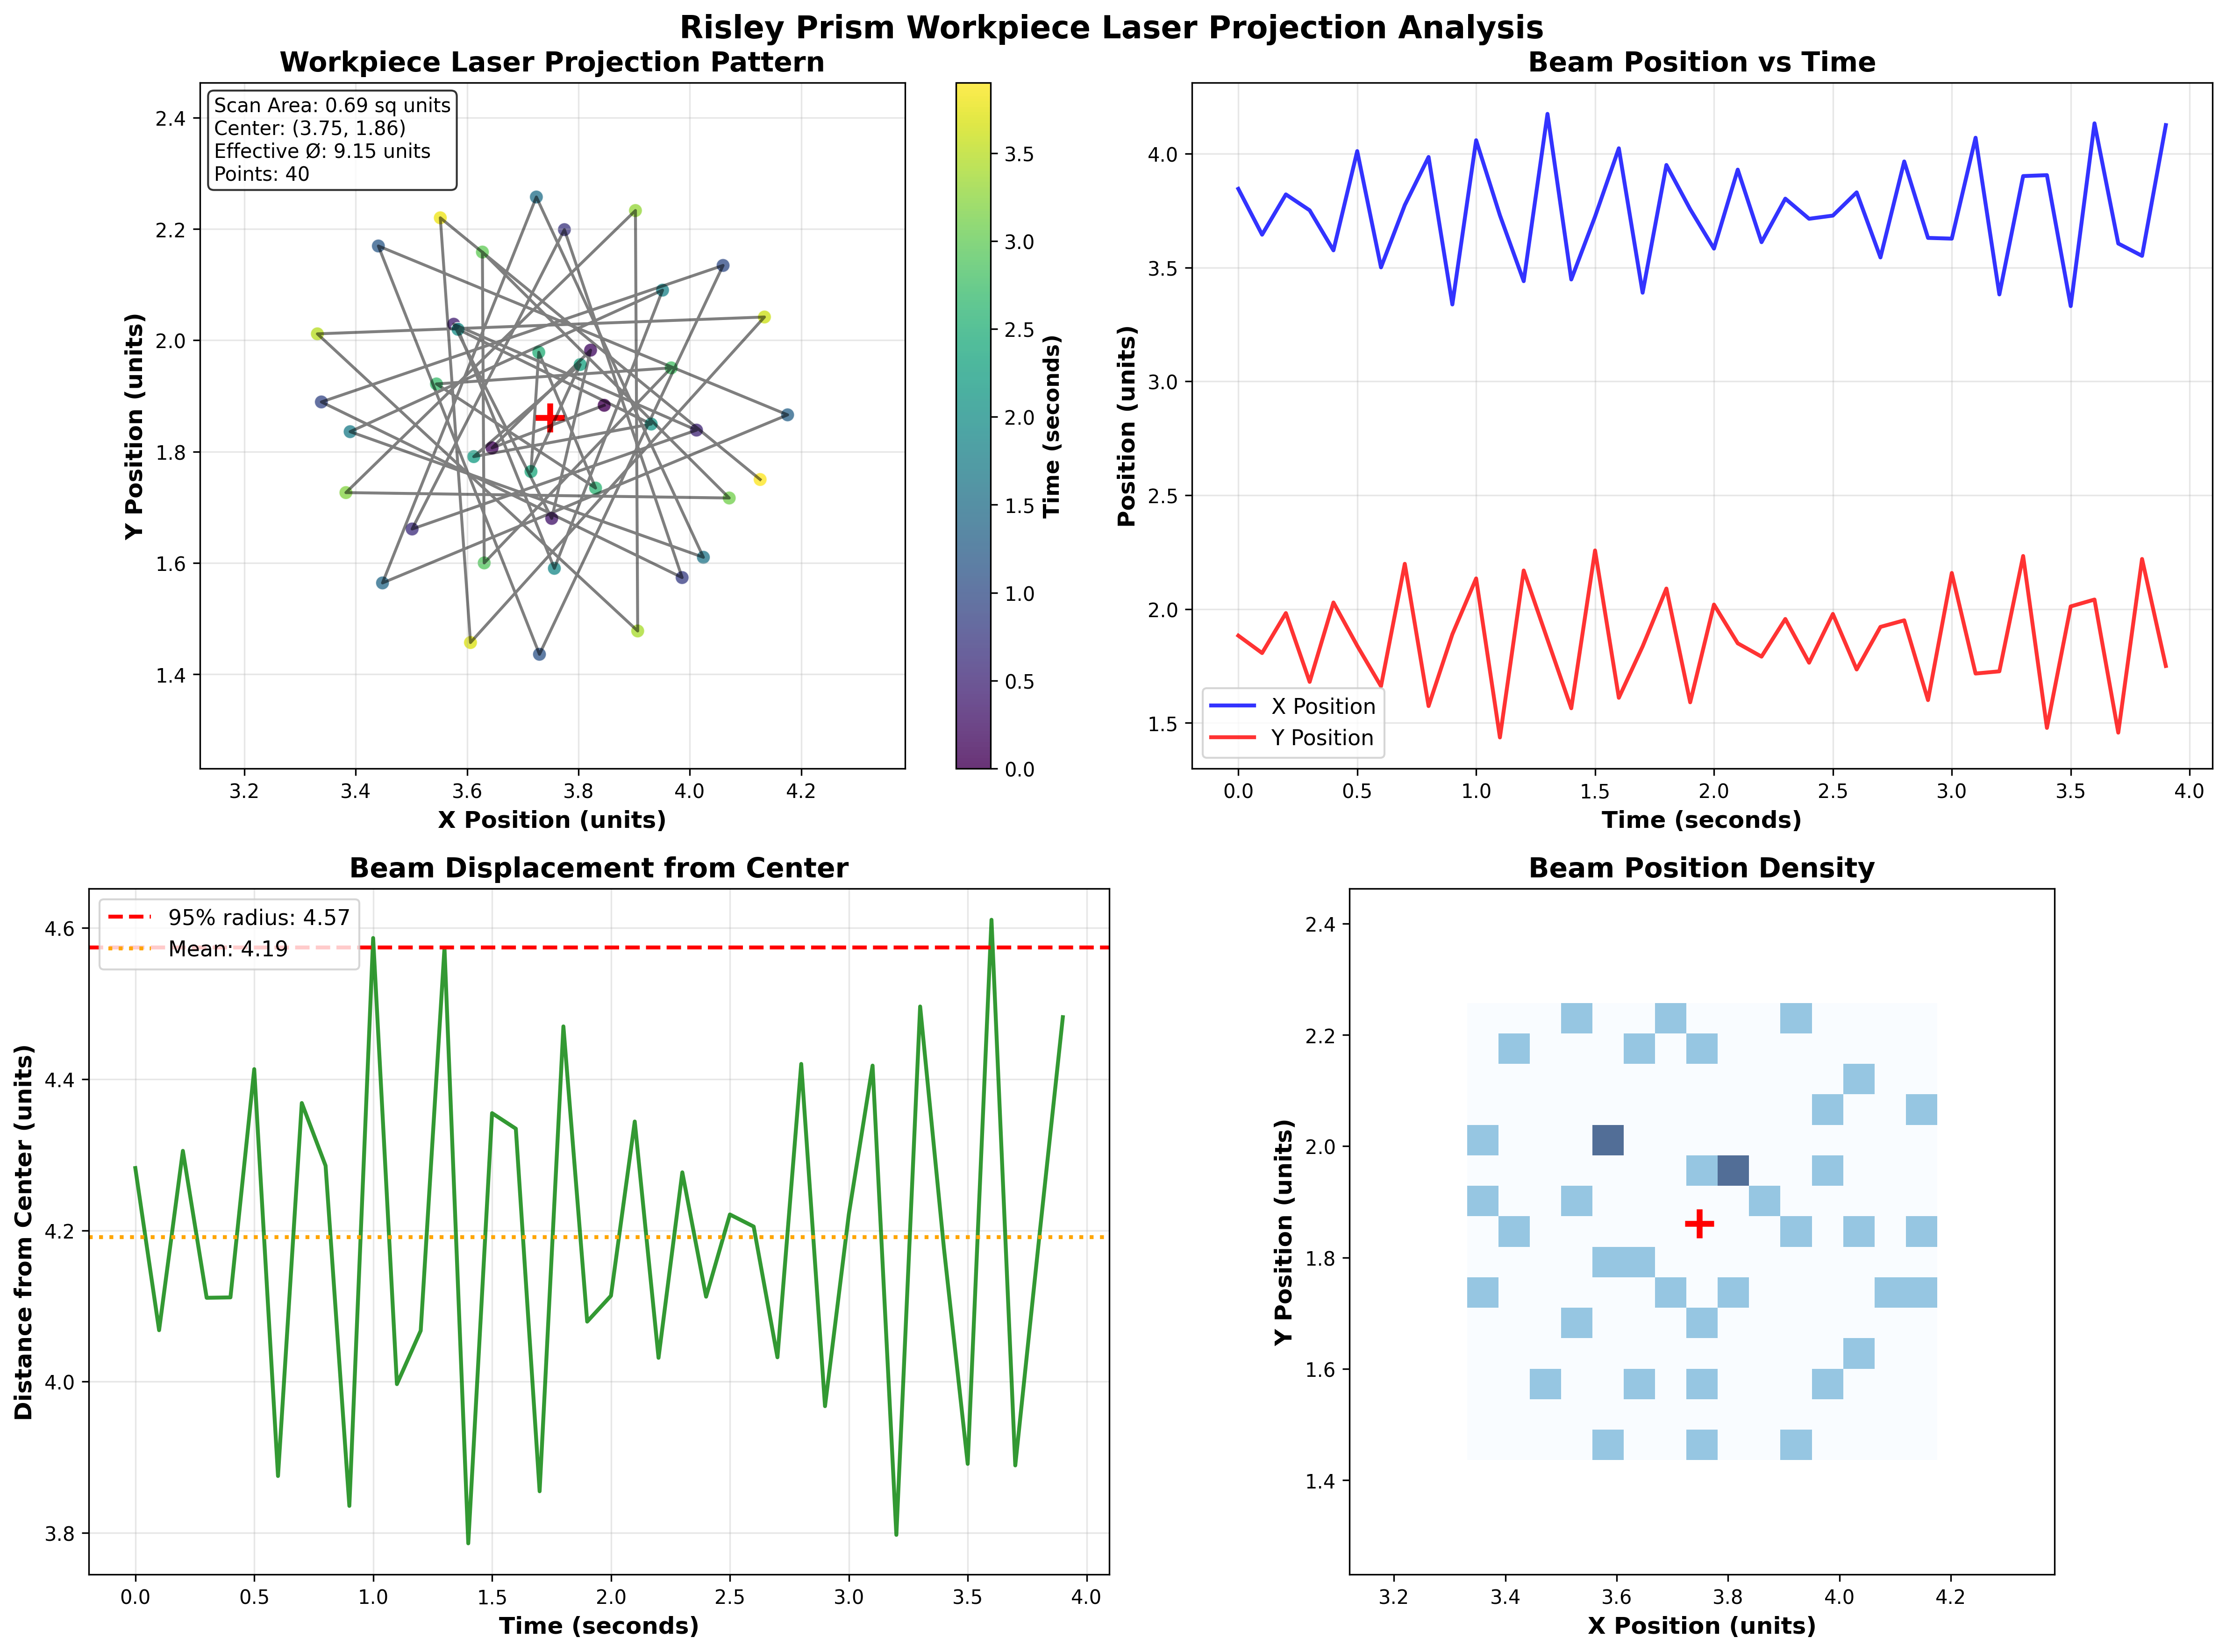 Risley Prism Workpiece Laser Projection Analysis
Workpiece Laser Projection Pattern
Scan Area: 0.69 sq units
Center: (3.75, 1.86)
Effective Ø: 9.15 units
Points: 40
Y Position (units)
2.4
2.2
2.0
1.8
1.6
1.4
3.2 3.4 3.6 3.8 4.0 4.2
X Position (units)
3.5
3.0
2.5
2.0
1.5
1.0
0.5
0.0
Time (seconds)
Beam Position vs Time
Position (units)
4.0
3.5
3.0
2.5
2.0
1.5
X Position
Y Position
0.0 0.5 1.0 1.5 2.0 2.5 3.0 3.5 4.0
Time (seconds)
Beam Displacement from Center
95% radius: 4.57
Mean: 4.19
Distance from Center (units)
4.6
4.4
4.2
4.0
3.8
0.0 0.5 1.0 1.5 2.0 2.5 3.0 3.5 4.0
Time (seconds)
Beam Position Density
Y Position (units)
2.4
2.2
2.0
1.8
1.6
1.4
3.2 3.4 3.6 3.8 4.0 4.2
X Position (units)